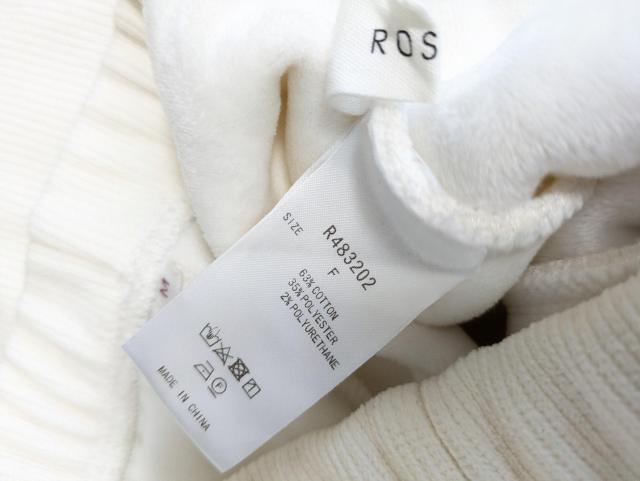 ROS
R483202
SIZE F
63% COTTON
35% POLYESTER
2% POLYURETHANE
F
MADE IN CHINA
M